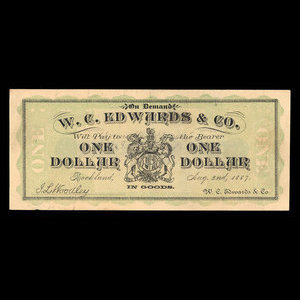 On Demand
W. C. EDWARDS & CO.
Will Pay to the Bearer
ONE ONE
DOLLAR DOLLAR
Rockland, Aug. 2nd, 1887.
IN GOODS.
W. C. Edwards & Co.
ONE